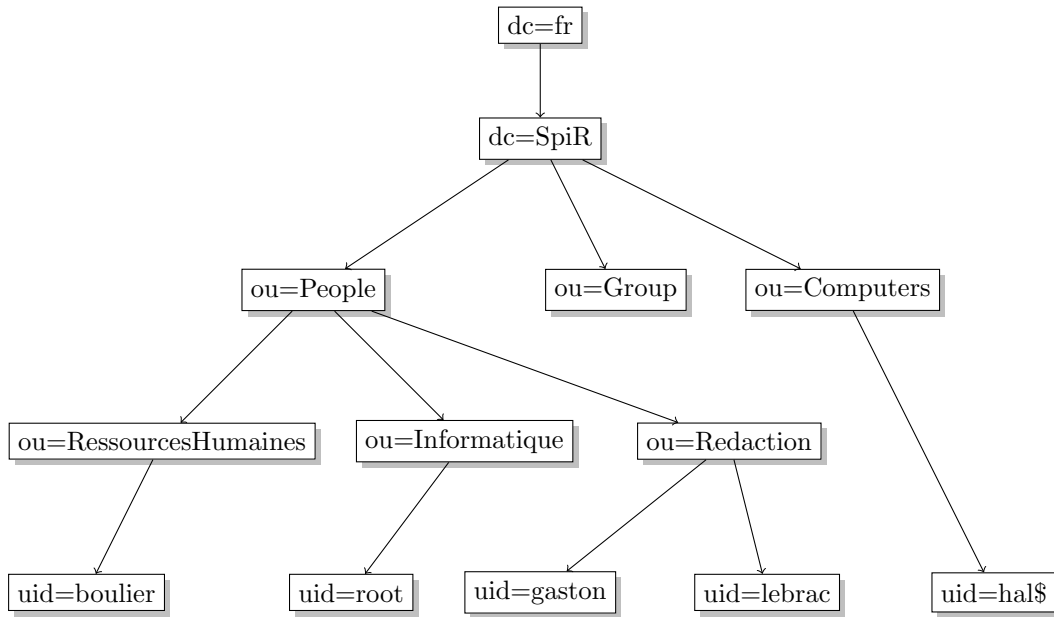 dc=fr
dc=SpiR
ou=People
ou=Group
ou=Computers
ou=RessourcesHumaines
ou=Informatique
ou=Redaction
uid=boulier
uid=root
uid=gaston
uid=lebrac
uid=hal$